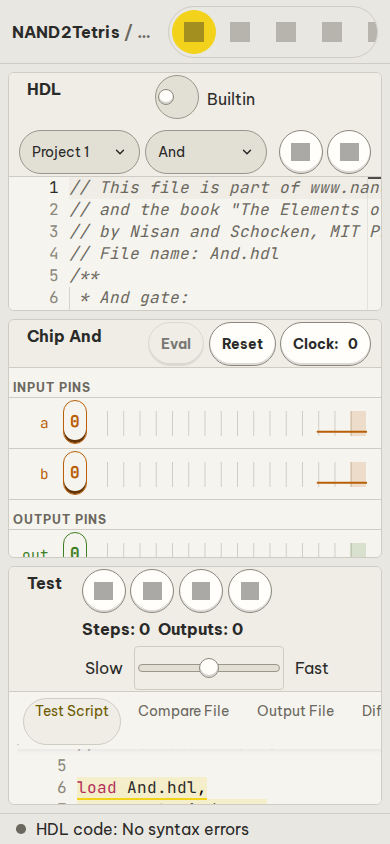 NAND2Tetris / ...
HDL
Builtin
Project 1
And
1 // This file is part of www.nan
2 // and the book "The Elements o
3 // by Nisan and Schocken, MIT P
4 // File name: And.hdl
5 /**
6 * And gate:
Chip And
Eval
Reset
Clock: 0
INPUT PINS
a 0
b 0
OUTPUT PINS
out 0
Test
Steps: 0 Outputs: 0
Slow
Fast
Test Script
Compare File
Output File
Dif
5
6 load And.hdl,
HDL code: No syntax errors